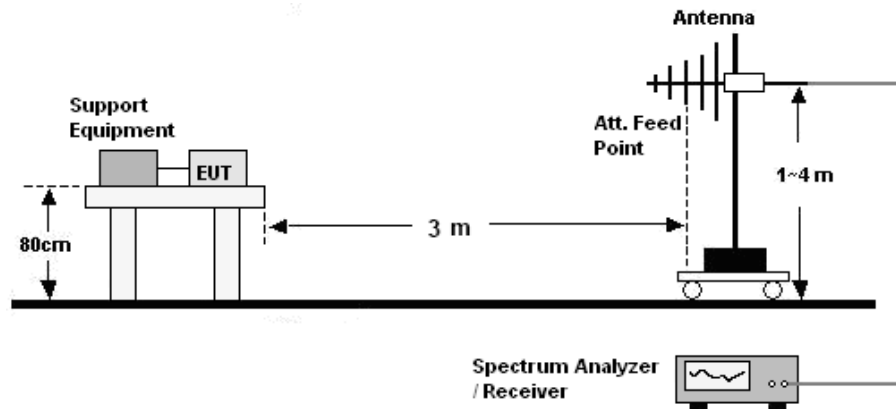 Antenna
Support
Equipment
EUT
Att. Feed
Point
1~4 m
80cm
3 m
Spectrum Analyzer
/ Receiver